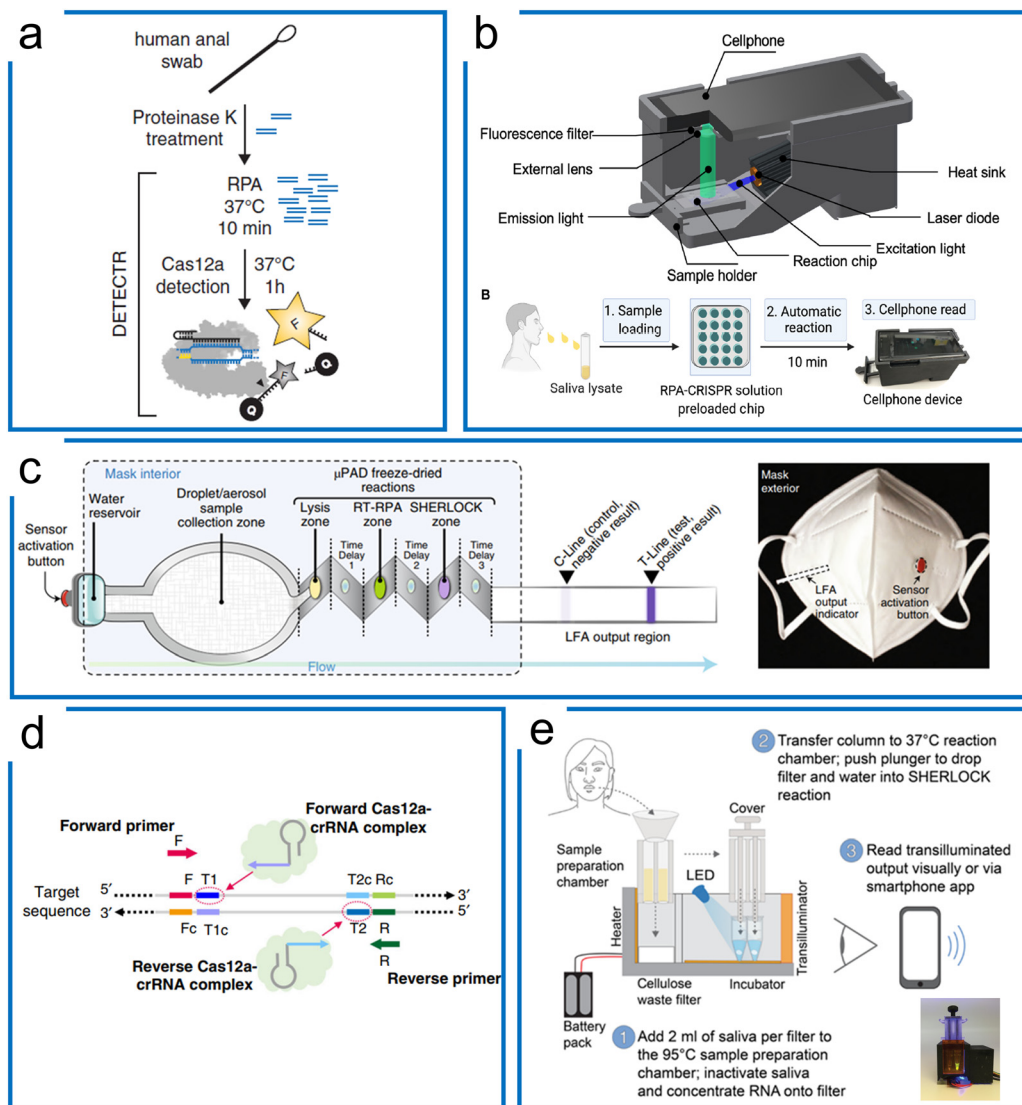 a
human anal
swab
Proteinase K
treatment
RPA
37°C
10 min
DETECTR
Cas12a
detection
37°C
1h
F
F
Q
Q
b
Cellphone
Fluorescence filter
External lens
Emission light
Sample holder
Heat sink
Laser diode
Excitation light
Reaction chip
B
1. Sample
loading
2. Automatic
reaction
3. Cellphone read
10 min
Saliva lysate
RPA-CRISPR solution
preloaded chip
Cellphone device
c
Mask interior
Water
reservoir
Sensor
activation
button
Droplet/aerosol
sample
collection zone
µPAD freeze-dried
reactions
Lysis
zone
RT-RPA
zone
SHERLOCK
zone
Time
Delay
1
Time
Delay
2
Time
Delay
3
C-Line (control,
negative result)
T-Line (test,
positive result)
LFA output region
Flow
Mask
exterior
LFA
output
indicator
Sensor
activation
button
d
Forward primer
F
Forward Cas12a-
crRNA complex
F T1 T2c Rc
Target
sequence
5′ 3′
3′ 5′
Fc T1c T2 R
R
Reverse Cas12a-
crRNA complex
Reverse primer
e
2 Transfer column to 37°C reaction
chamber; push plunger to drop
filter and water into SHERLOCK
reaction
Cover
Sample
preparation
chamber
LED
3 Read transilluminated
output visually or via
smartphone app
Heater
Transilluminator
Cellulose
waste filter
Incubator
Battery
pack
1 Add 2 ml of saliva per filter to
the 95°C sample preparation
chamber; inactivate saliva
and concentrate RNA onto filter